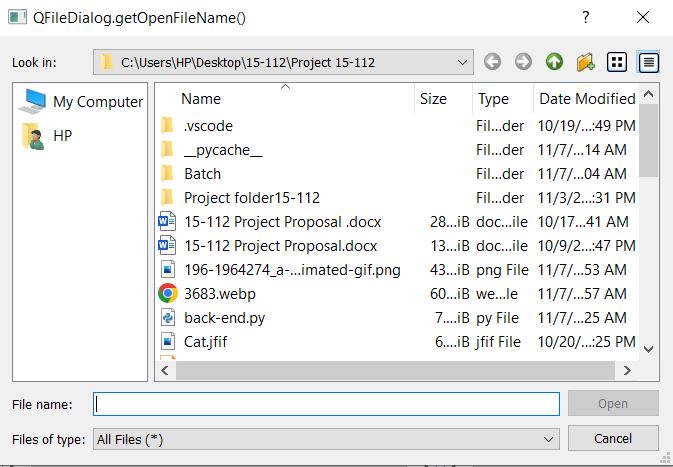 QFileDialog.getOpenFileName()
Look in: C:\Users\HP\Desktop\15-112\Project 15-112
My Computer
HP
Name Size Type Date Modified
.vscode Fil...der 10/19/...:49 PM
__pycache__ Fil...der 11/7/...14 AM
Batch Fil...der 11/7/...04 AM
Project folder15-112 Fil...der 11/3/2...:31 PM
15-112 Project Proposal .docx 28...iB doc...ile 10/17...41 AM
15-112 Project Proposal.docx 13...iB doc...ile 10/9/2...:47 PM
196-1964274_a-...imated-gif.png 43...iB png File 11/7/...53 AM
3683.webp 60...iB we...le 11/7/...57 AM
back-end.py 7....iB py File 11/7/...25 AM
Cat.jfif 6....iB jfif File 10/20/...:25 PM
File name: Open
Files of type: All Files (*) Cancel